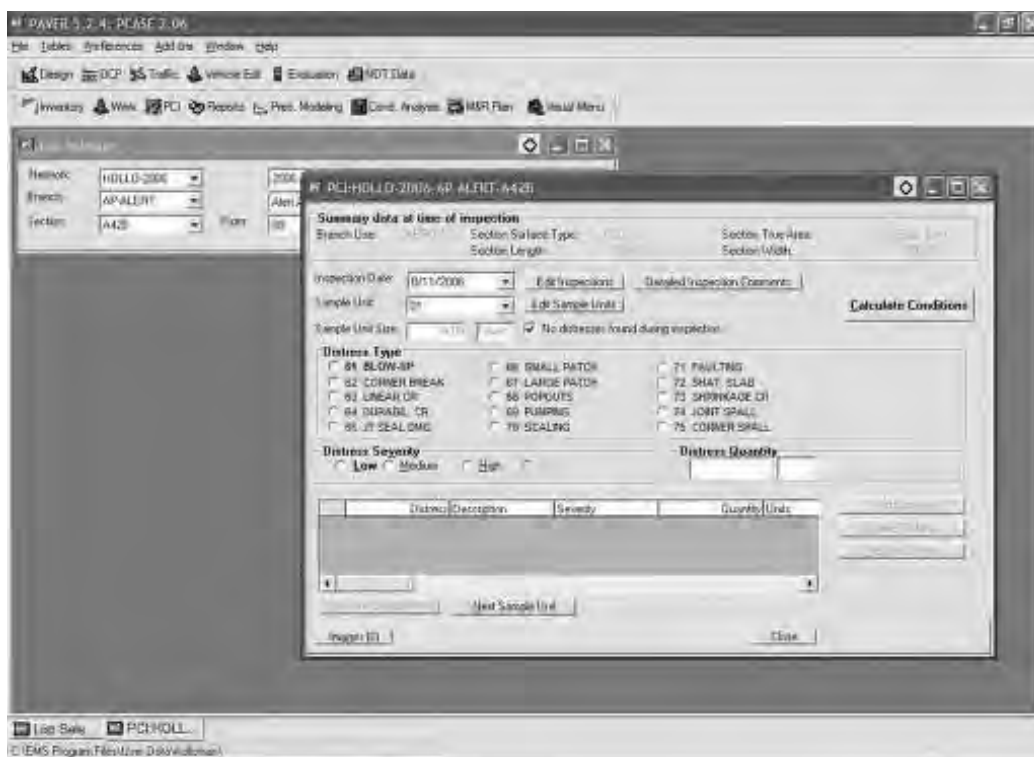 PAVER 5.2.4: PCASE 2.06
File Tables Preferences Add-Ins Window Help
Design DCP Traffic Vehicle Edit Evaluation NDT Data
Inventory Work PCI Reports Pred. Modeling Cond. Analysis M&R Plan Visual Menu
Network: HOLLO-2006
Branch: AP-ALERT
Section: A42B From:
PCI:HOLLO-2006-AP ALERT-A42B
Summary data at time of inspection
Branch Use: Section Surface Type: Section True Area:
Section Length: Section Width:
Inspection Date: Edit Inspections Detailed Inspection Comments
Sample Unit: 01 Edit Sample Units Calculate Conditions
Sample Unit Size: No distresses found during inspection
Distress Type
61 BLOW-UP 66 SMALL PATCH 71 FAULTING
62 CORNER BREAK 67 LARGE PATCH 72 SHAT. SLAB
63 LINEAR CR 68 POPOUTS 73 SHRINKAGE CR
64 DURABIL. CR 69 PUMPING 74 JOINT SPALL
65 JT SEAL DMG 70 SCALING 75 CORNER SPALL
Distress Severity Distress Quantity
Low Medium High
Distress Description Severity Quantity Units
Next Sample Unit
Images (0) Close
PCI:HOLL...